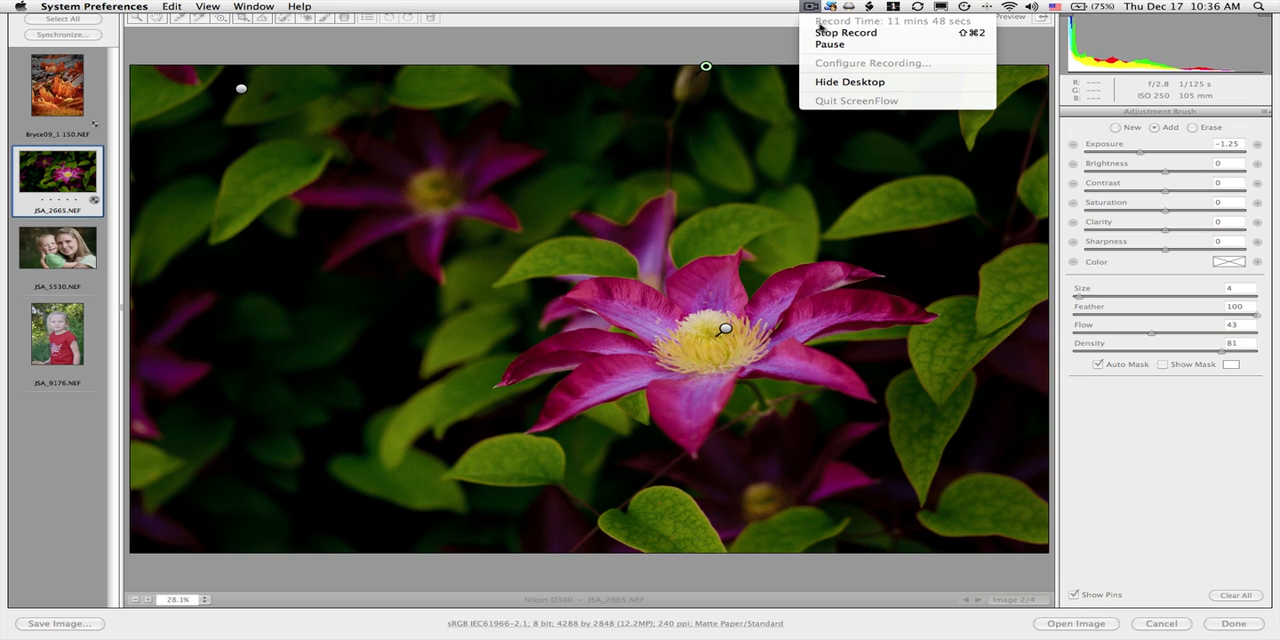 System Preferences Edit View Window Help
(75%) Thu Dec 17 10:36 AM
Select All
Synchronize...
Preview
Record Time: 11 mins 48 secs
Stop Record ⇧⌘2
Pause
Configure Recording...
Hide Desktop
Quit ScreenFlow
Bryce09_1 150.NEF
JSA_2665.NEF
JSA_5530.NEF
JSA_9176.NEF
R: ---
G: ---
B: ---
f/2.8 1/125 s
ISO 250 105 mm
Adjustment Brush
New Add Erase
Exposure -1.25
Brightness 0
Contrast 0
Saturation 0
Clarity 0
Sharpness 0
Color
Size 4
Feather 100
Flow 43
Density 81
Auto Mask Show Mask
Show Pins Clear All
28.1%
Nikon D300 – JSA_2665.NEF
Image 2/4
Save Image...
sRGB IEC61966-2.1; 8 bit; 4288 by 2848 (12.2MP); 240 ppi; Matte Paper/Standard
Open Image Cancel Done